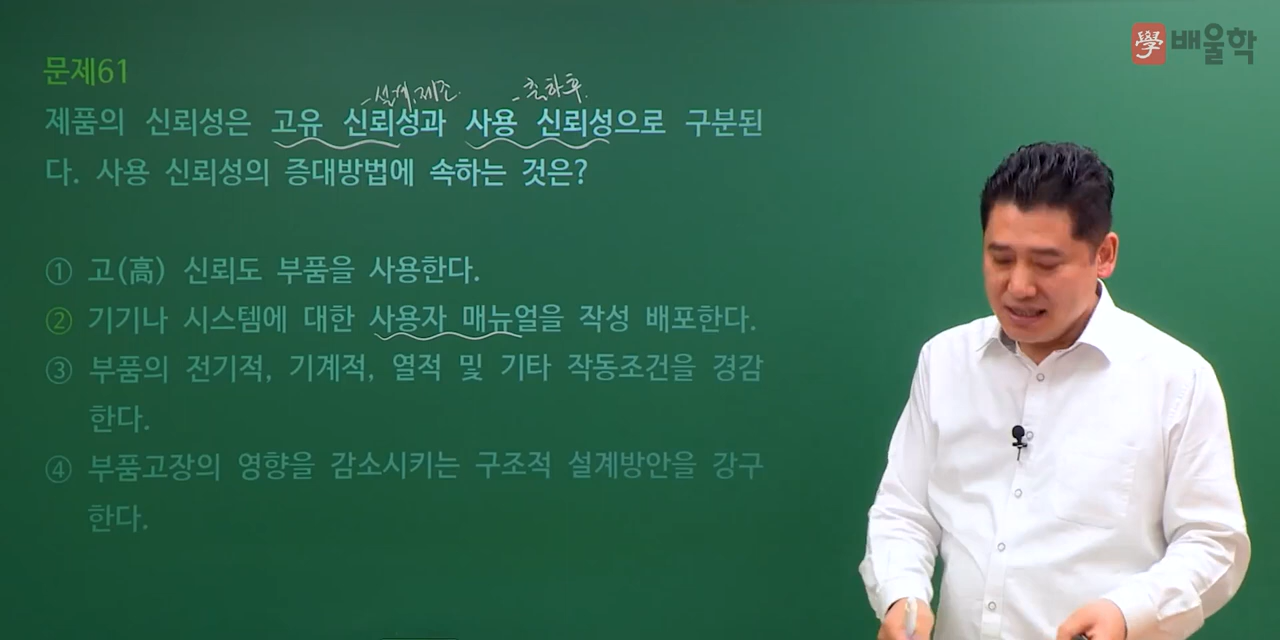 學 배울학
문제61
-설계, 제조. -출하후.
제품의 신뢰성은 고유 신뢰성과 사용 신뢰성으로 구분된
다. 사용 신뢰성의 증대방법에 속하는 것은?
① 고(高) 신뢰도 부품을 사용한다.
② 기기나 시스템에 대한 사용자 매뉴얼을 작성 배포한다.
③ 부품의 전기적, 기계적, 열적 및 기타 작동조건을 경감
한다.
④ 부품고장의 영향을 감소시키는 구조적 설계방안을 강구
한다.